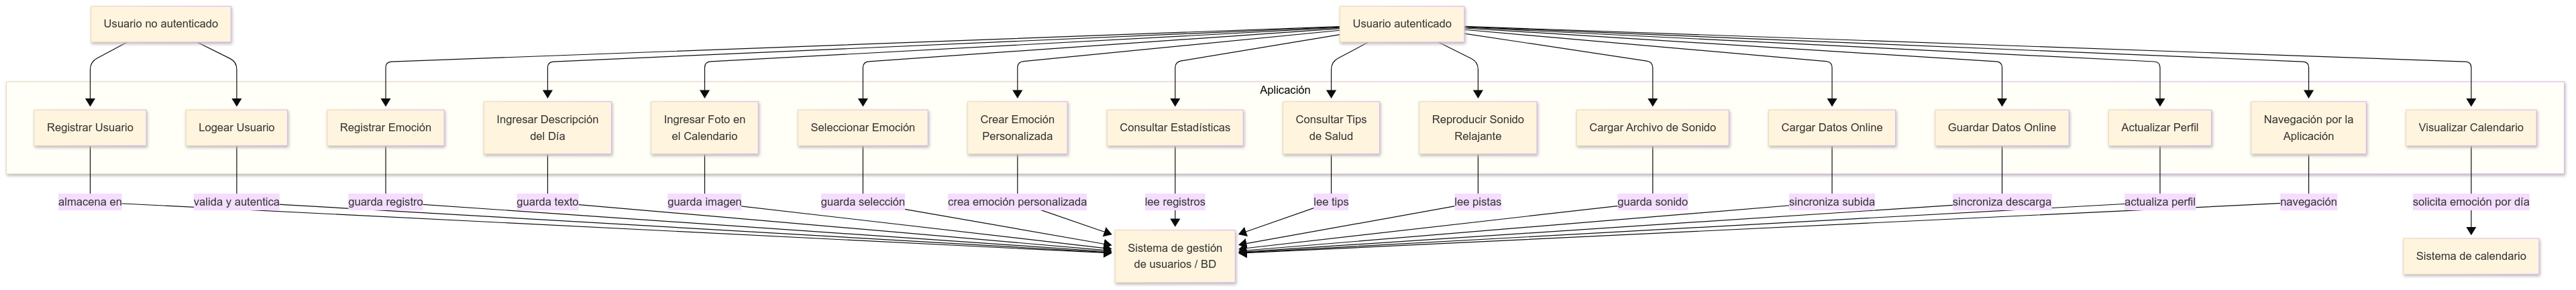 Usuario no autenticado
Usuario autenticado
Aplicación
Registrar Usuario
Logear Usuario
Registrar Emoción
Ingresar Descripción
del Día
Ingresar Foto en
el Calendario
Seleccionar Emoción
Crear Emoción
Personalizada
Consultar Estadísticas
Consultar Tips
de Salud
Reproducir Sonido
Relajante
Cargar Archivo de Sonido
Cargar Datos Online
Guardar Datos Online
Actualizar Perfil
Navegación por la
Aplicación
Visualizar Calendario
almacena en
valida y autentica
guarda registro
guarda texto
guarda imagen
guarda selección
crea emoción personalizada
lee registros
lee tips
lee pistas
guarda sonido
sincroniza subida
sincroniza descarga
actualiza perfil
navegación
solicita emoción por día
Sistema de gestión
de usuarios / BD
Sistema de calendario